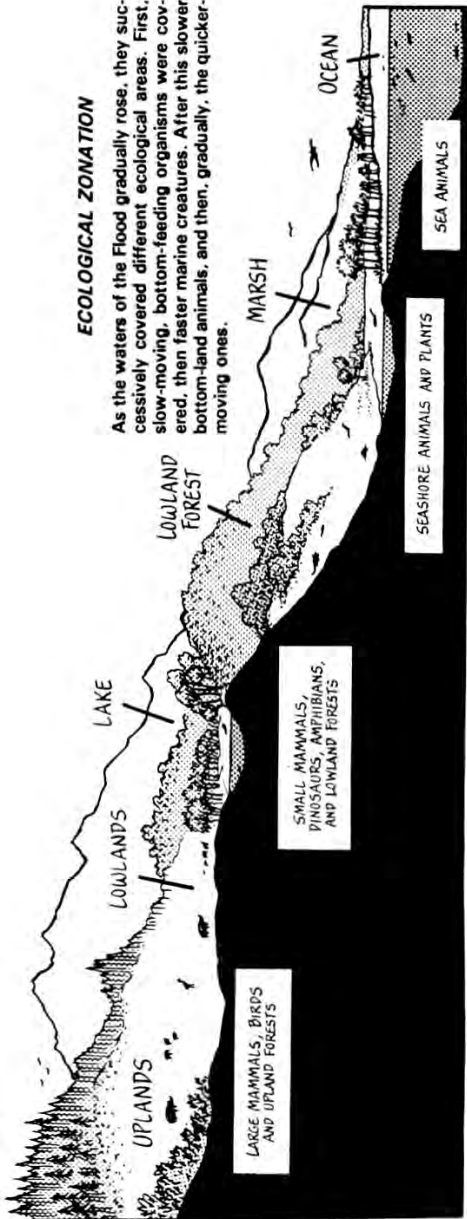 ECOLOGICAL ZONATION
As the waters of the Flood gradually rose, they suc-
cessively covered different ecological areas. First,
slow-moving, bottom-feeding organisms were cov-
ered, then faster marine creatures. After this slower
bottom-land animals, and then, gradually, the quicker-
moving ones.
UPLANDS
LOWLANDS
LAKE
LOWLAND
FOREST
MARSH
OCEAN
LARGE MAMMALS, BIRDS
AND UPLAND FORESTS
SMALL MAMMALS,
DINOSAURS, AMPHIBIANS,
AND LOWLAND FORESTS
SEASHORE ANIMALS AND PLANTS
SEA ANIMALS